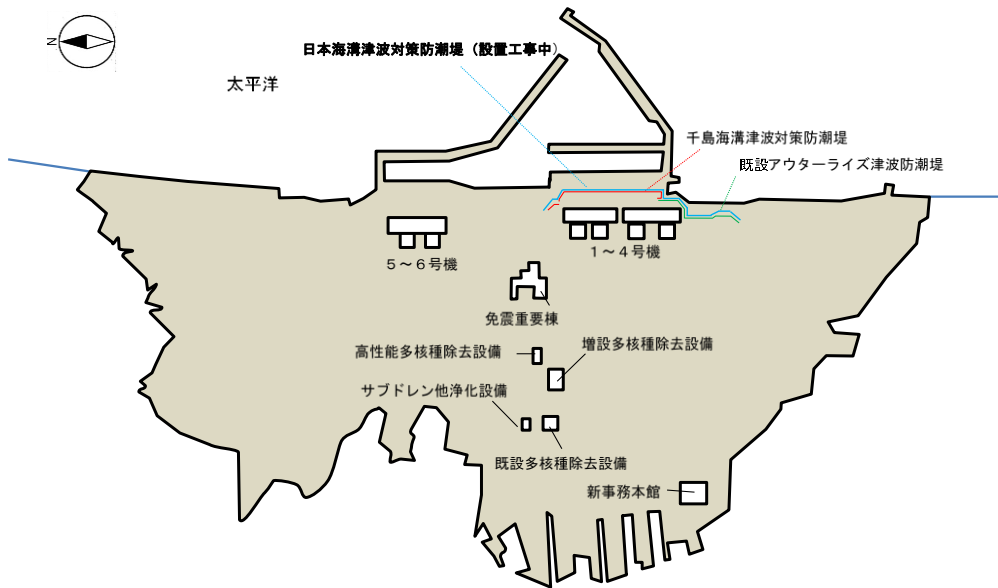 N
日本海溝津波対策防潮堤（設置工事中）
太平洋
千島海溝津波対策防潮堤
既設アウターライズ津波防潮堤
5～6号機
1～4号機
免震重要棟
高性能多核種除去設備
増設多核種除去設備
サブドレン他浄化設備
既設多核種除去設備
新事務本館